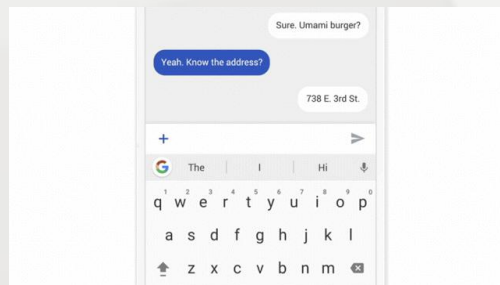 Sure. Umami burger?
Yeah. Know the address?
738 E. 3rd St.
+
G The I Hi
1 2 3 4 5 6 7 8 9 0
q w e r t y u i o p
a s d f g h j k l
z x c v b n m